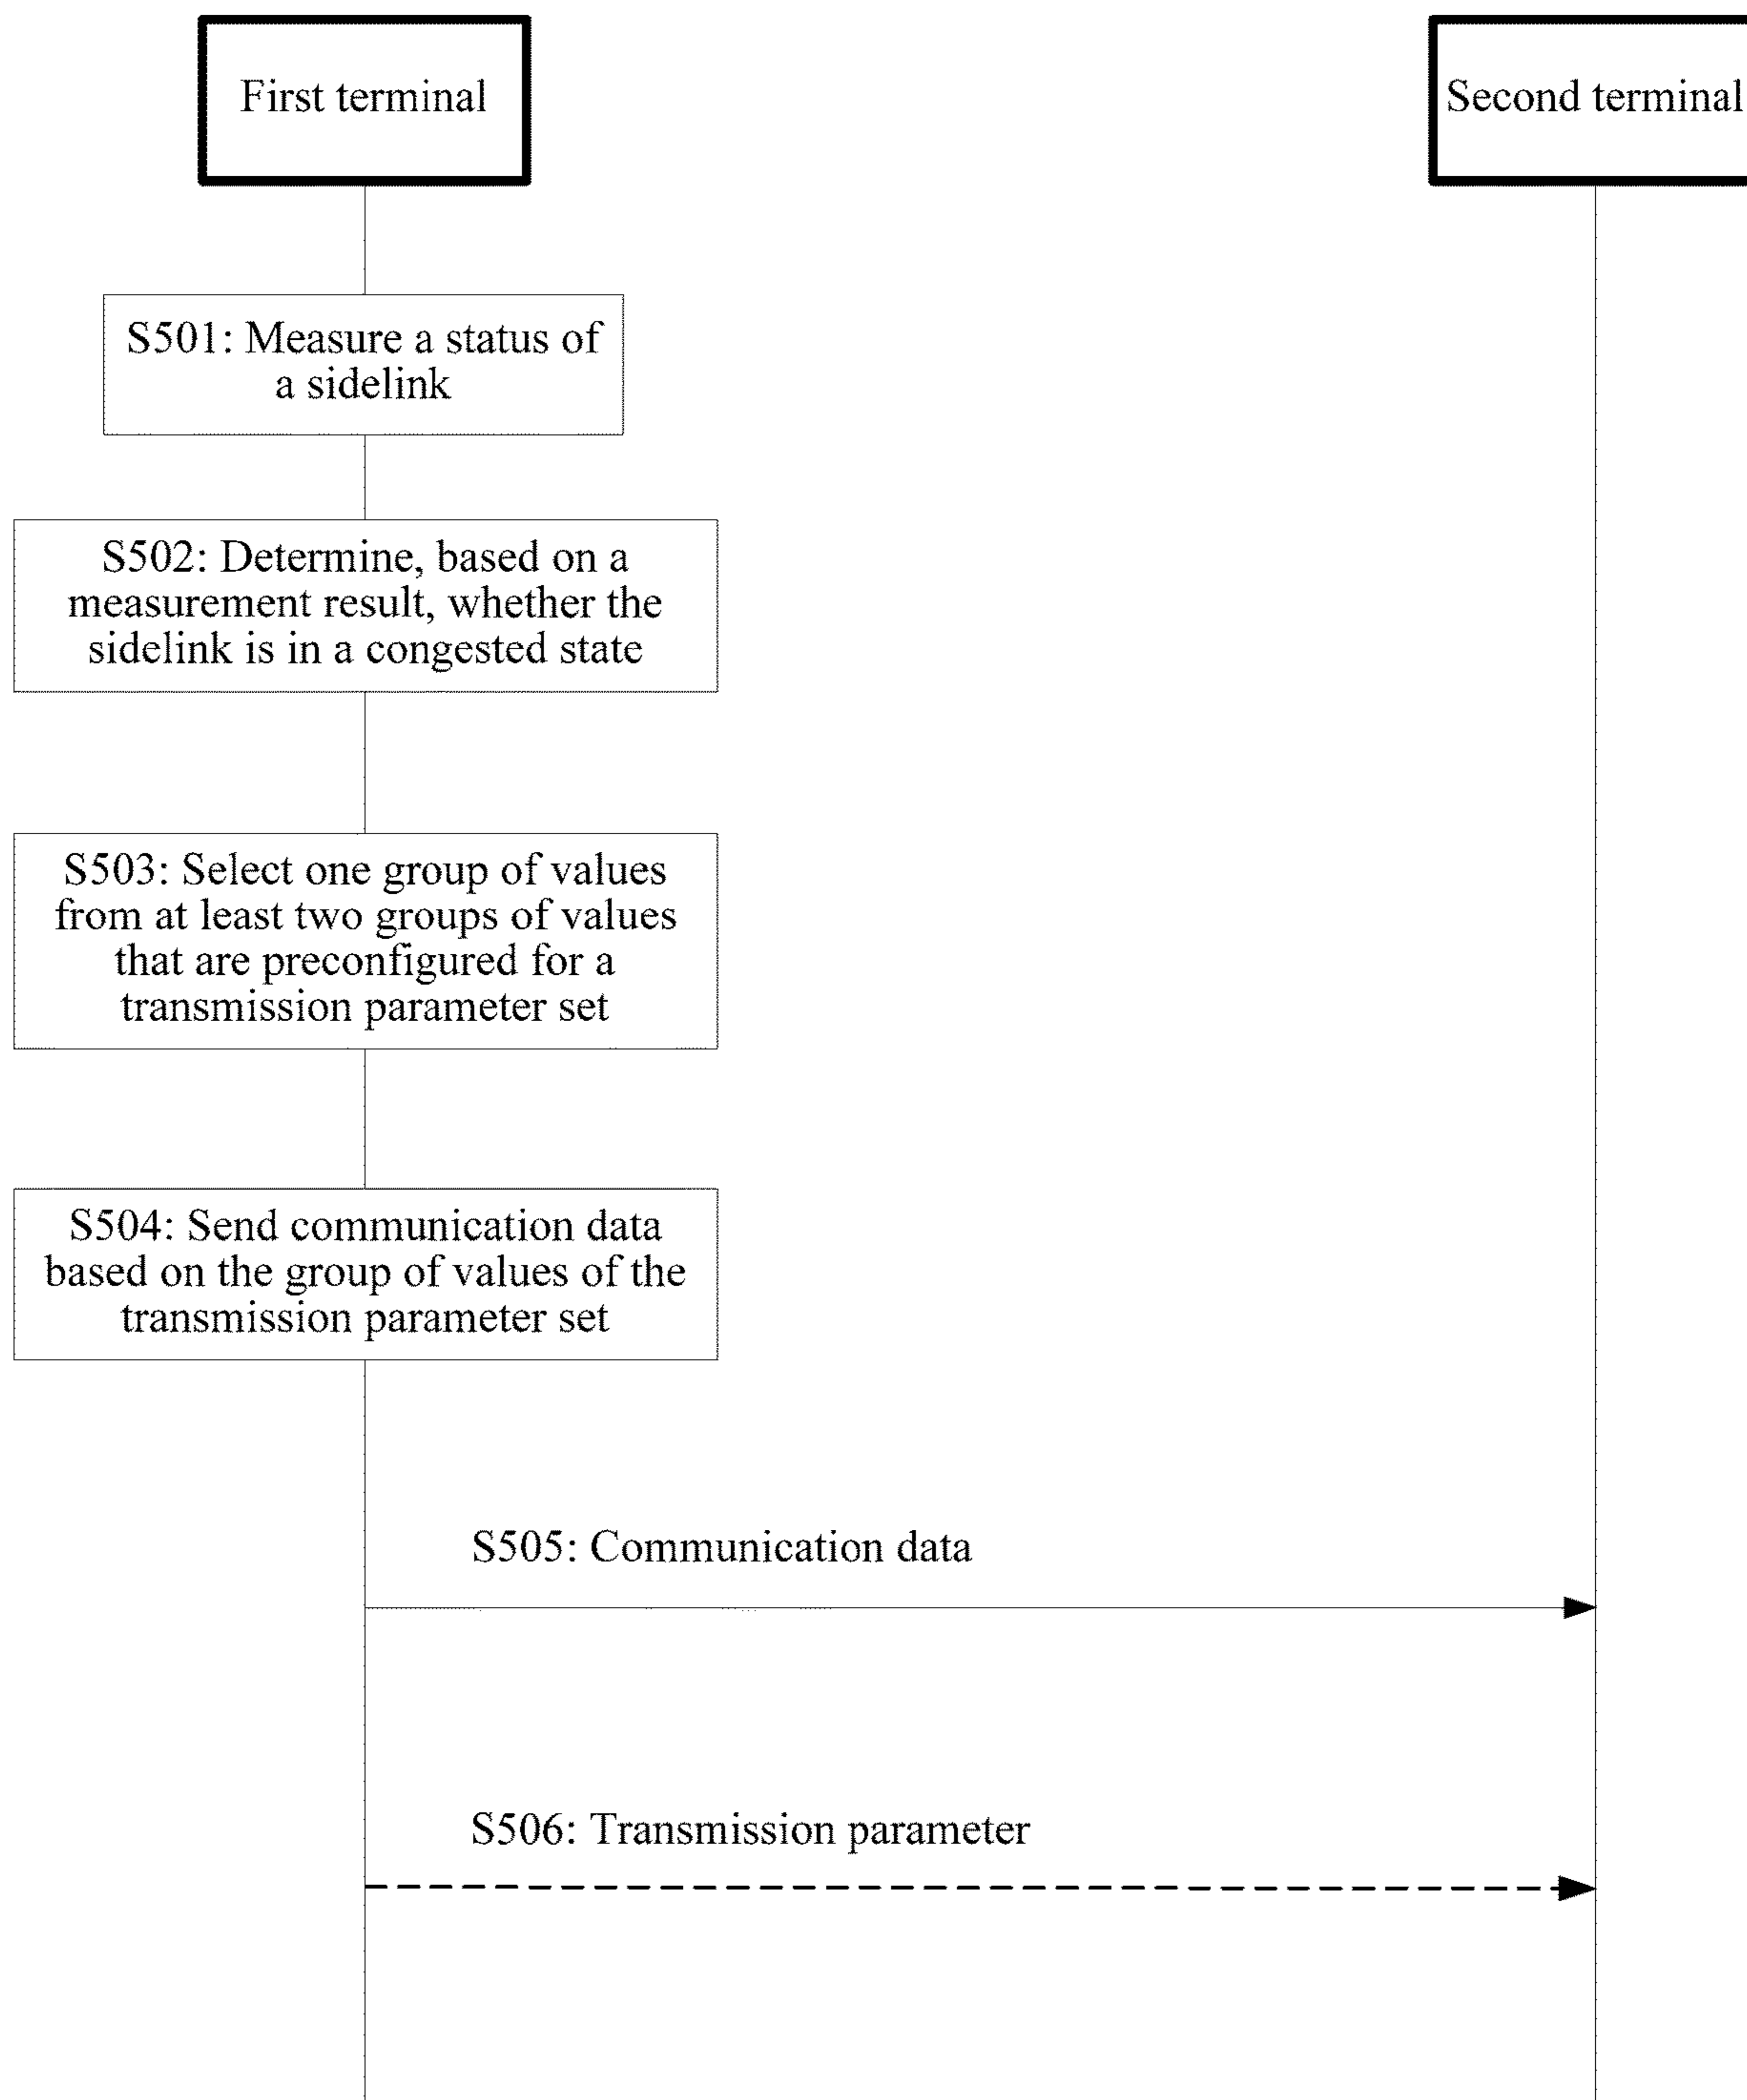 First terminal
Second terminal
S501: Measure a status of
a sidelink
S502: Determine, based on a
measurement result, whether the
sidelink is in a congested state
S503: Select one group of values
from at least two groups of values
that are preconfigured for a
transmission parameter set
S504: Send communication data
based on the group of values of the
transmission parameter set
S505: Communication data
S506: Transmission parameter